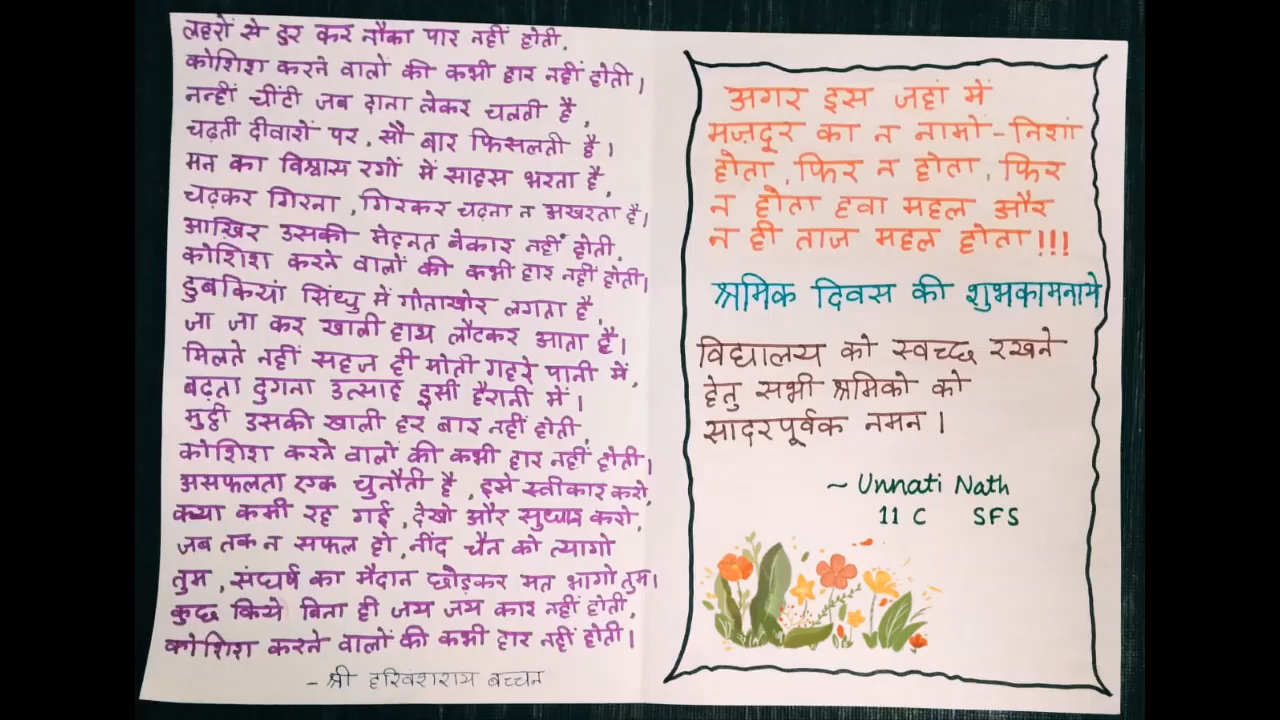 लहरों से डर कर नौका पार नहीं होती,
कोशिश करने वालों की कभी हार नहीं होती।
नन्हीं चींटी जब दाना लेकर चलती है,
चढ़ती दीवारों पर, सौ बार फिसलती है।
मन का विश्वास रगों में साहस भरता है,
चढ़कर गिरना, गिरकर चढ़ना न अखरता है।
आखिर उसकी मेहनत बेकार नहीं होती,
कोशिश करने वालों की कभी हार नहीं होती।
डुबकियां सिंधु में गोताखोर लगता है,
जा जा कर खाली हाथ लौटकर आता है।
मिलते नहीं सहज ही मोती गहरे पानी में,
बढ़ता दुगना उत्साह इसी हैरानी में।
मुट्ठी उसकी खाली हर बार नहीं होती,
कोशिश करने वालों की कभी हार नहीं होती।
असफलता एक चुनौती है, इसे स्वीकार करो,
क्या कमी रह गई, देखो और सुधार करो,
जब तक न सफल हो, नींद चैन को त्यागो
तुम, संघर्ष का मैदान छोड़कर मत भागो तुम।
कुछ किये बिना ही जय जय कार नहीं होती,
कोशिश करने वालों की कभी हार नहीं होती।
- श्री हरिवंशराय बच्चन
अगर इस जहां में
मज़दूर का न नामो-निशां
होता, फिर न होता, फिर
न होता हवा महल और
न ही ताज महल होता!!!
श्रमिक दिवस की शुभकामनाये
विद्यालय को स्वच्छ रखने
हेतु सभी श्रमिको को
सादरपूर्वक नमन।
~ Unnati Nath
11 C SFS